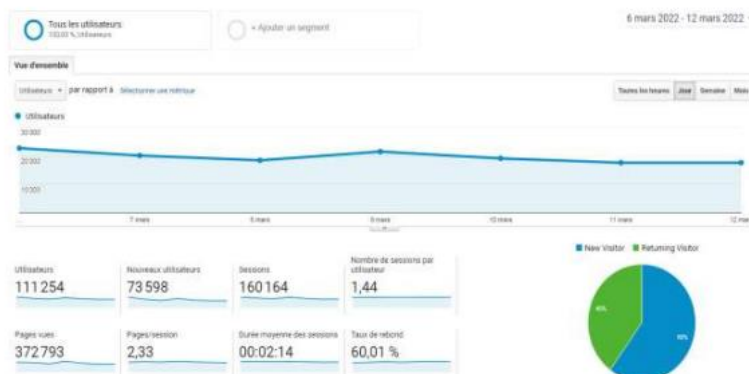 Tous les utilisateurs
6 mars 2022 - 12 mars 2022
100,00 % Utilisateurs
+ Ajouter un segment
Vue d'ensemble
Utilisateurs par rapport à Sélectionner une métrique
Toutes les heures Jour Semaine Mois
Utilisateurs
30 000
20 000
10 000
7 mars 8 mars 9 mars 10 mars 11 mars 12 mars
New Visitor Returning Visitor
Utilisateurs
111 254
Nouveaux utilisateurs
73 598
Sessions
160 164
Nombre de sessions par utilisateur
1,44
Pages vues
372 793
Pages/session
2,33
Durée moyenne des sessions
00:02:14
Taux de rebond
60,01 %